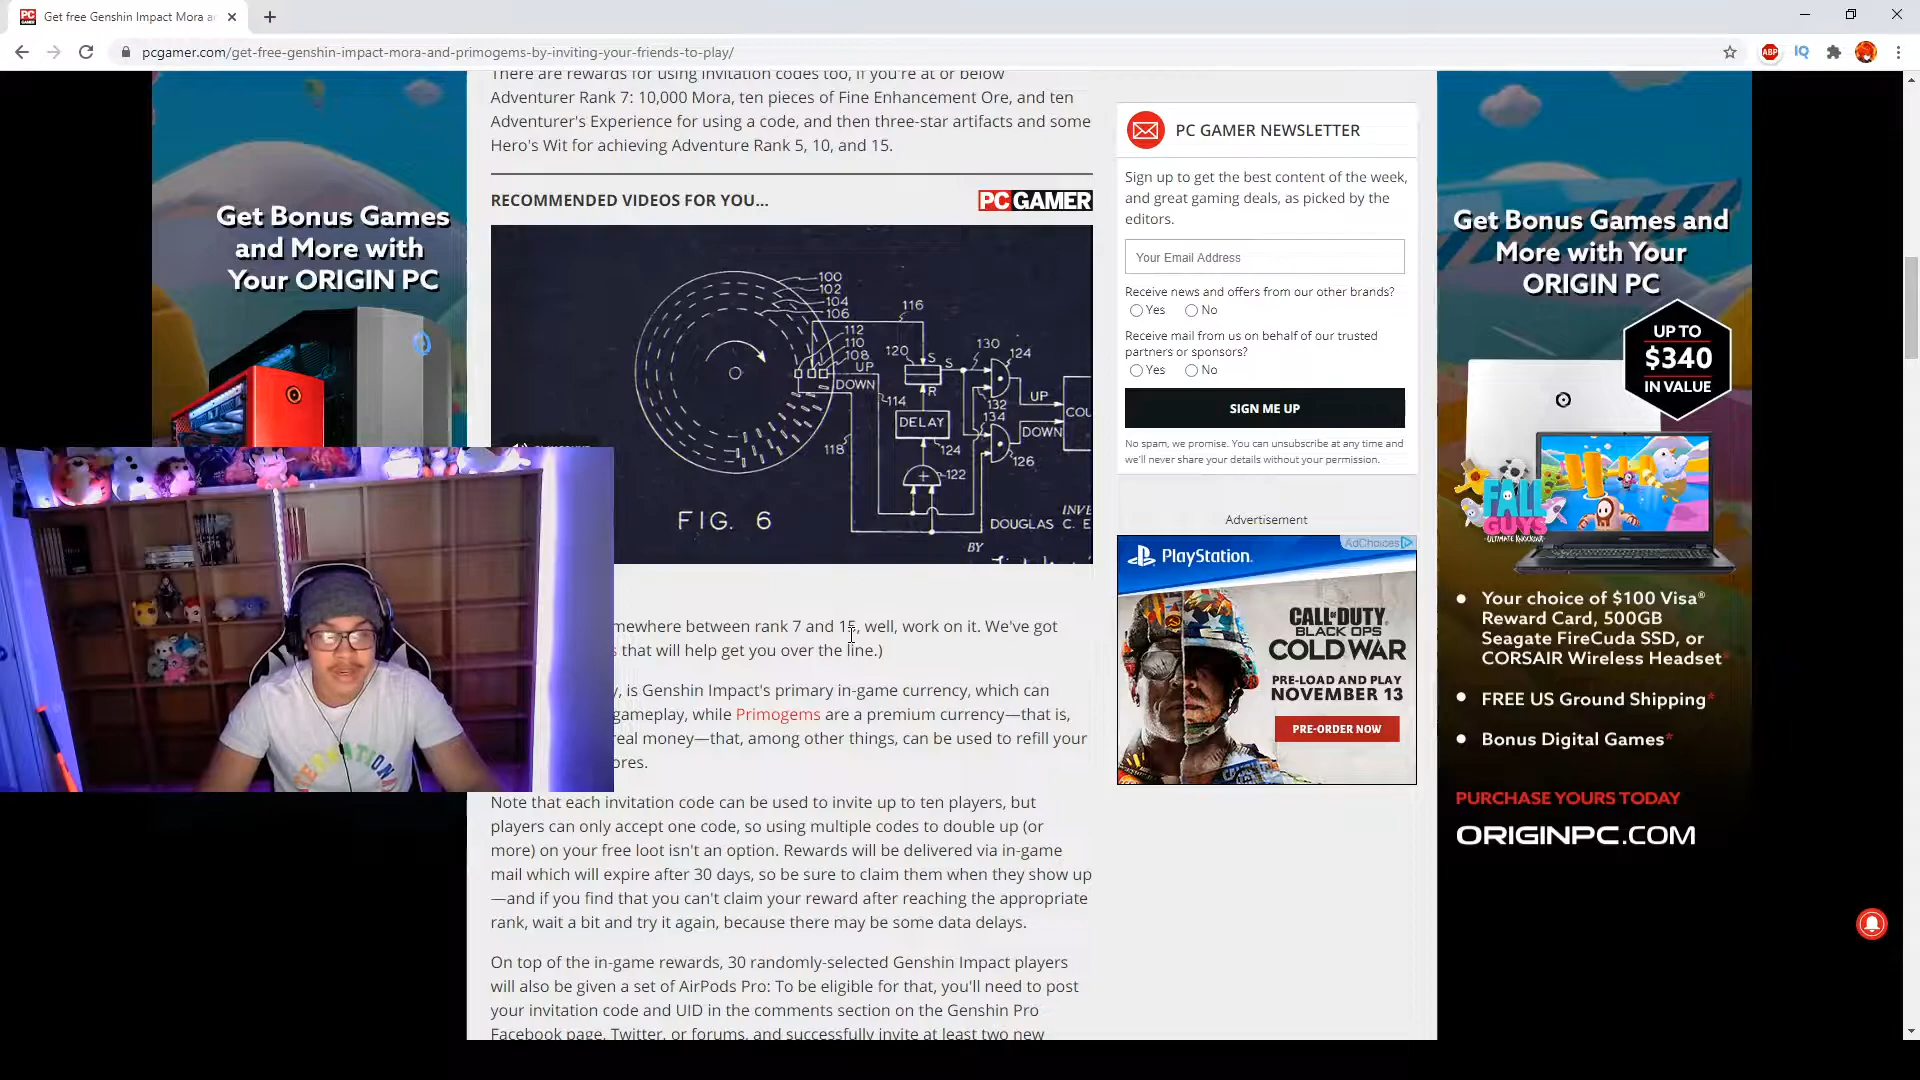 Get free Genshin Impact Mora a
pcgamer.com/get-free-genshin-impact-mora-and-primogems-by-inviting-your-friends-to-play/
ABP
IQ
There are rewards for using invitation codes too, if you're at or below
Adventurer Rank 7: 10,000 Mora, ten pieces of Fine Enhancement Ore, and ten
Adventurer's Experience for using a code, and then three-star artifacts and some
Hero's Wit for achieving Adventure Rank 5, 10, and 15.
RECOMMENDED VIDEOS FOR YOU...
PC GAMER
100
102
104
106
112
110
108
UP
DOWN
116
120
S
S
R
130
124
114
132
134
UP
DOWN
COU
DELAY
118
124
126
122
FIG. 6
INVE
DOUGLAS C. E
BY
mewhere between rank 7 and 15, well, work on it. We've got
s that will help get you over the line.)
y, is Genshin Impact's primary in-game currency, which can
gameplay, while Primogems are a premium currency—that is,
real money—that, among other things, can be used to refill your
ores.
Note that each invitation code can be used to invite up to ten players, but
players can only accept one code, so using multiple codes to double up (or
more) on your free loot isn't an option. Rewards will be delivered via in-game
mail which will expire after 30 days, so be sure to claim them when they show up
—and if you find that you can't claim your reward after reaching the appropriate
rank, wait a bit and try it again, because there may be some data delays.
On top of the in-game rewards, 30 randomly-selected Genshin Impact players
will also be given a set of AirPods Pro: To be eligible for that, you'll need to post
your invitation code and UID in the comments section on the Genshin Pro
Facebook page, Twitter, or forums, and successfully invite at least two new
PC GAMER NEWSLETTER
Sign up to get the best content of the week,
and great gaming deals, as picked by the
editors.
Your Email Address
Receive news and offers from our other brands?
Yes No
Receive mail from us on behalf of our trusted
partners or sponsors?
Yes No
SIGN ME UP
No spam, we promise. You can unsubscribe at any time and
we'll never share your details without your permission.
Advertisement
AdChoices
PlayStation.
CALL OF DUTY
BLACK OPS
COLD WAR
PRE-LOAD AND PLAY
NOVEMBER 13
PRE-ORDER NOW
Get Bonus Games
and More with
Your ORIGIN PC
Get Bonus Games and
More with Your
ORIGIN PC
UP TO
$340
IN VALUE
FALL
GUYS
ULTIMATE KNOCKOUT
Your choice of $100 Visa®
Reward Card, 500GB
Seagate FireCuda SSD, or
CORSAIR Wireless Headset*
FREE US Ground Shipping*
Bonus Digital Games*
PURCHASE YOURS TODAY
ORIGINPC.COM